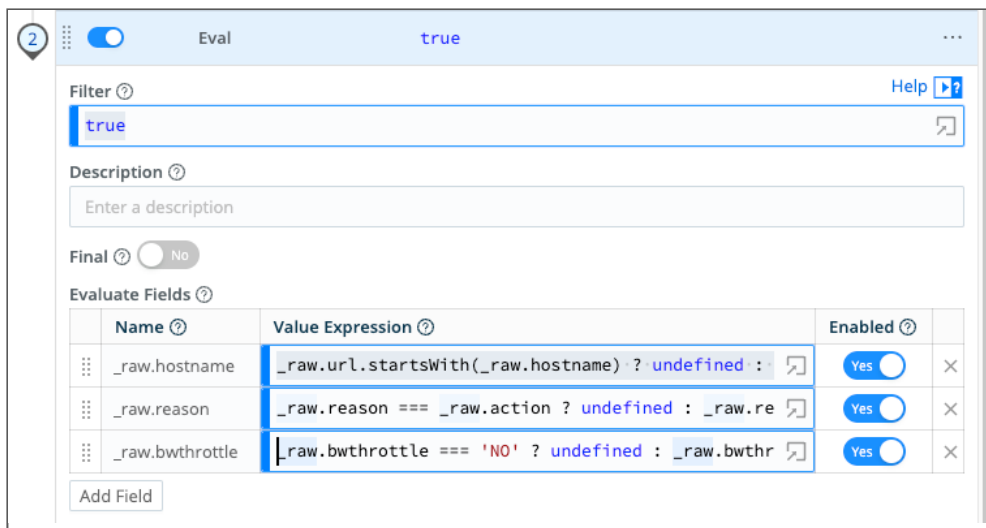 2 Eval true ...
Filter ? Help ?
true
Description ?
Enter a description
Final ? No
Evaluate Fields ?
Name ? Value Expression ? Enabled ?
_raw.hostname _raw.url.startsWith(_raw.hostname) ? undefined : Yes
_raw.reason _raw.reason === _raw.action ? undefined : _raw.re Yes
_raw.bwthrottle _raw.bwthrottle === 'NO' ? undefined : _raw.bwthr Yes
Add Field